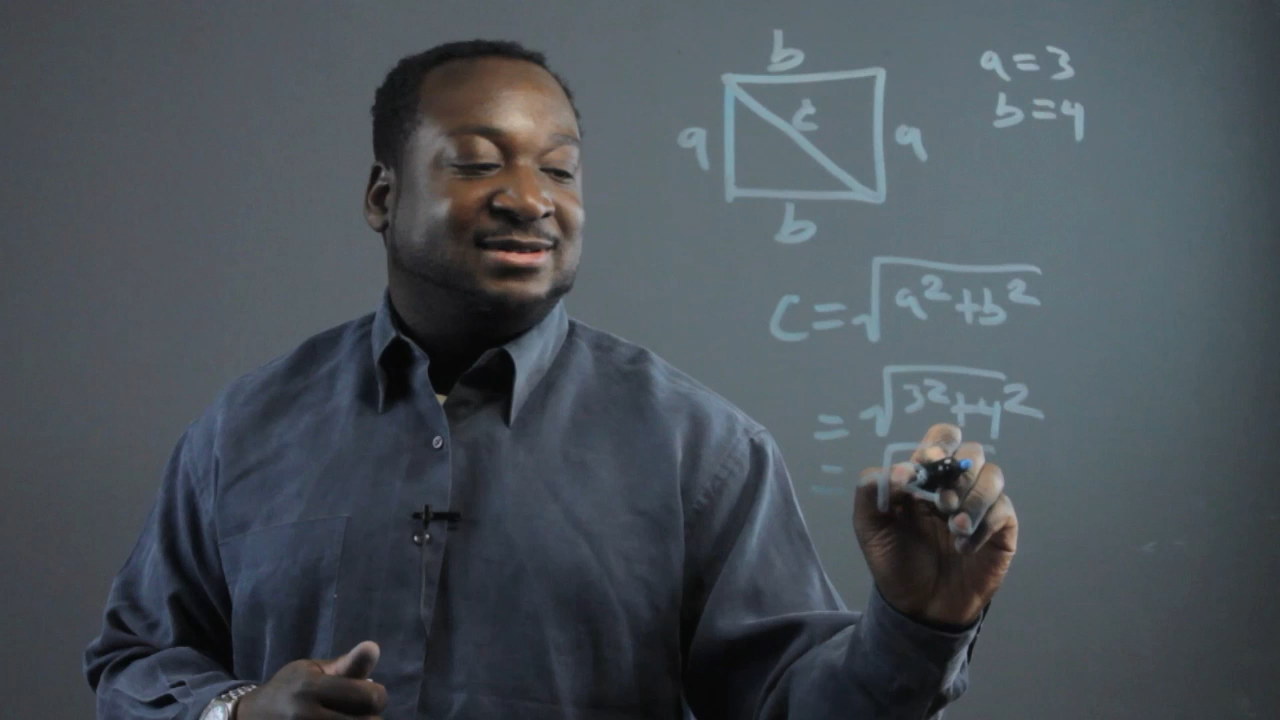 b
a = 3
b = 4
a c a
b
c = √a² + b²
= √3² + 4²
= √